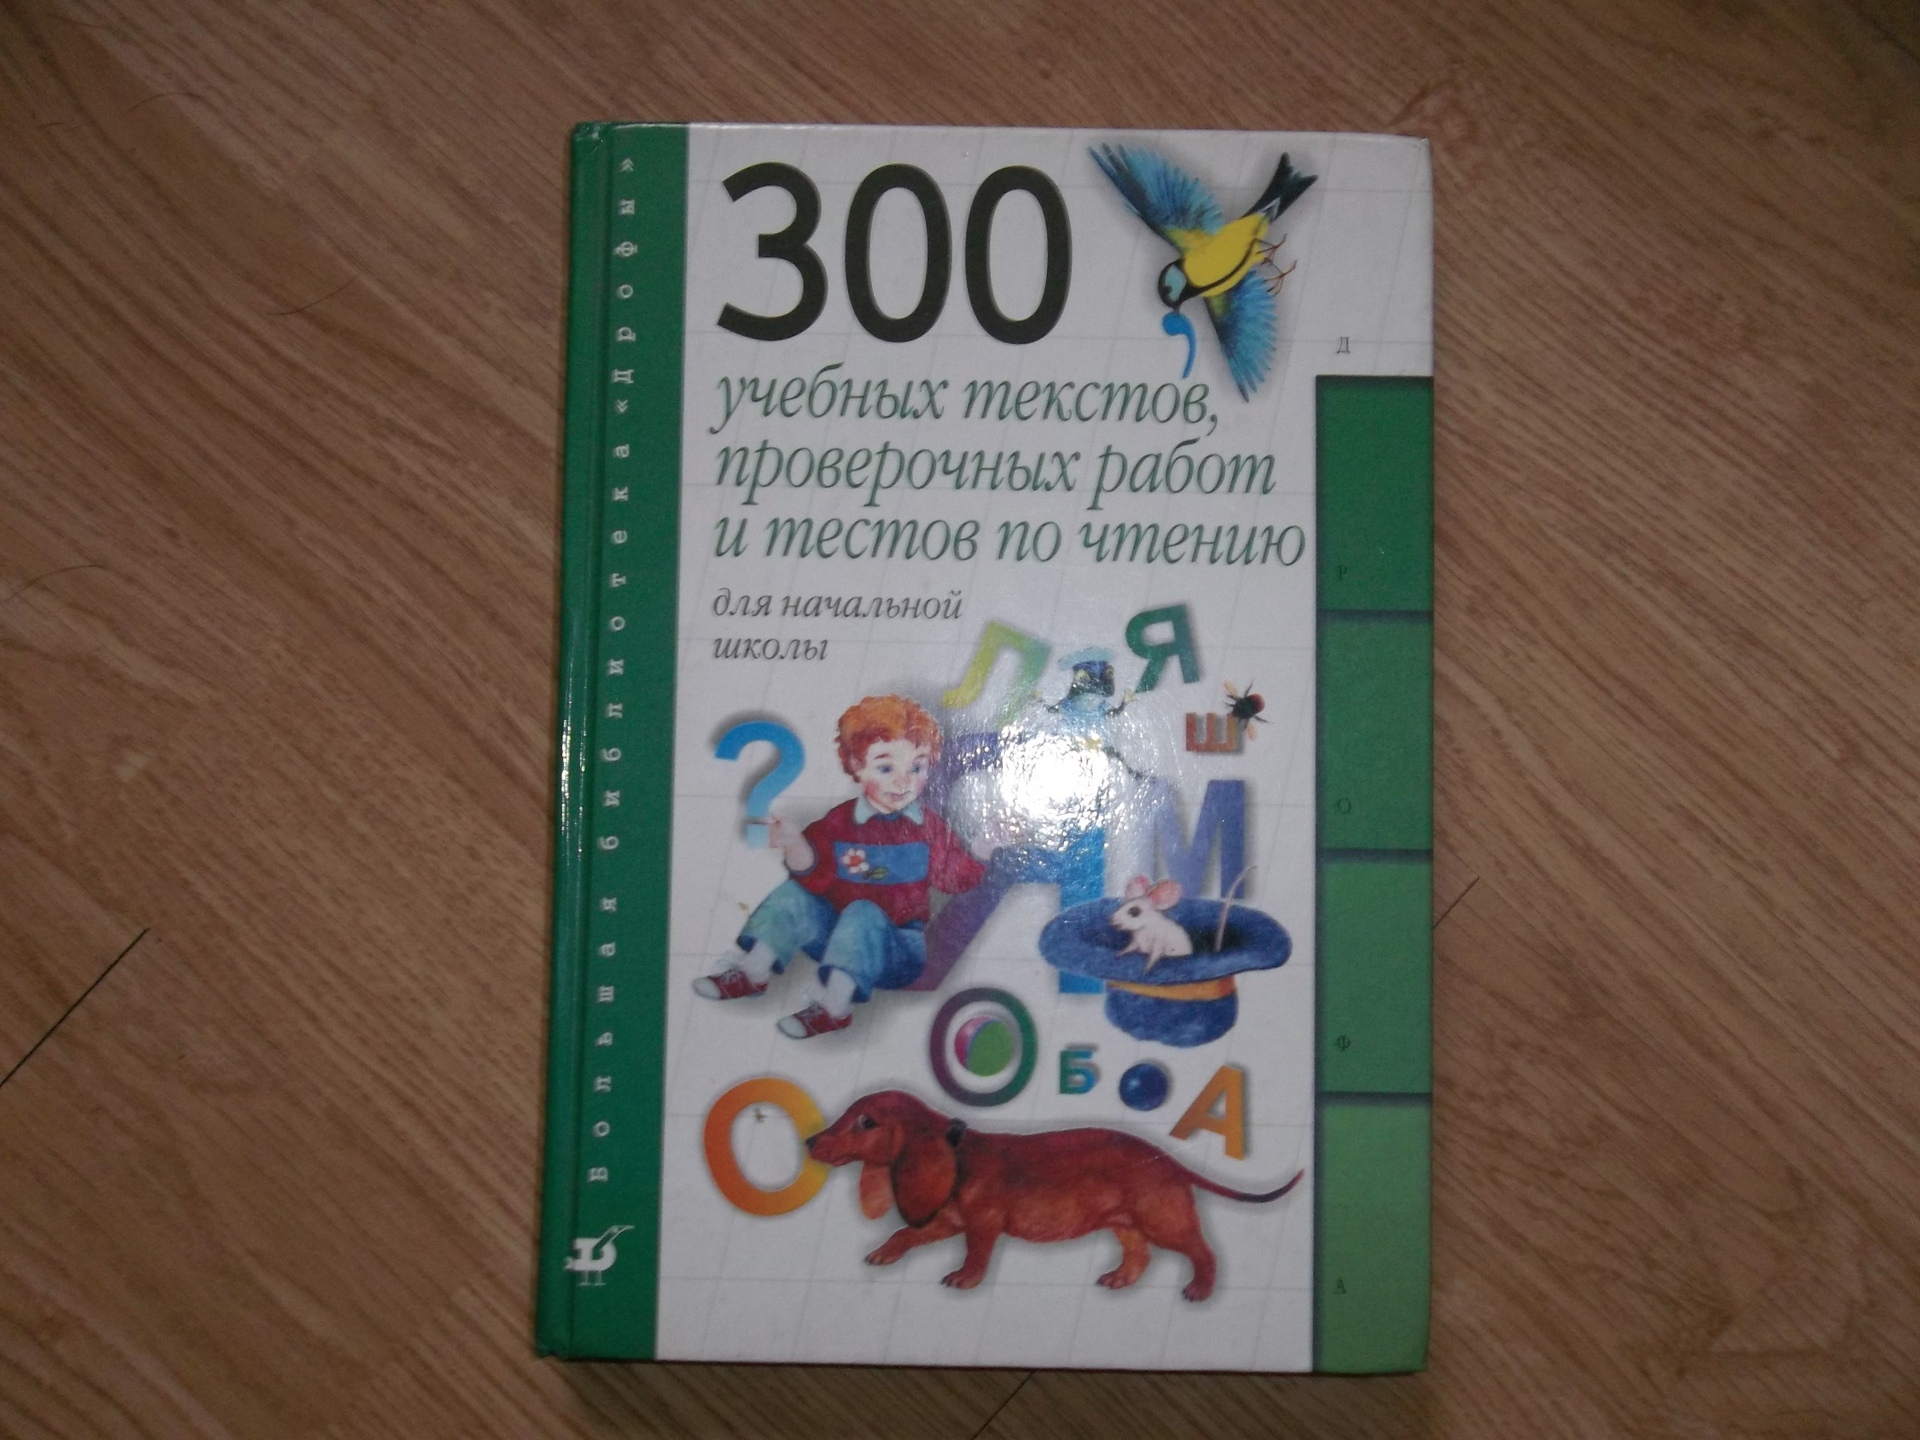 300
учебных текстов,
проверочных работ
и тестов по чтению
для начальной
школы
Большая библиотека «Дрофы»
Д
Р
О
Ф
А
Л Я
Ш
?
М
О Б А
О